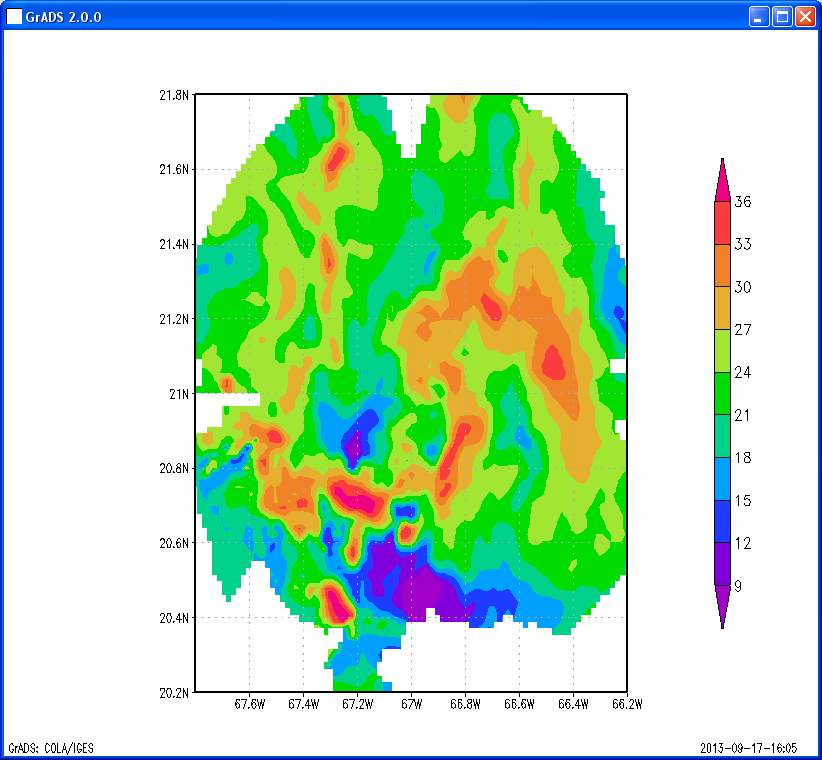 GrADS 2.0.0
21.8N
21.6N
21.4N
21.2N
21N
20.8N
20.6N
20.4N
20.2N
67.6W 67.4W 67.2W 67W 66.8W 66.6W 66.4W 66.2W
36
33
30
27
24
21
18
15
12
9
GrADS: COLA/IGES 2013-09-17-16:05